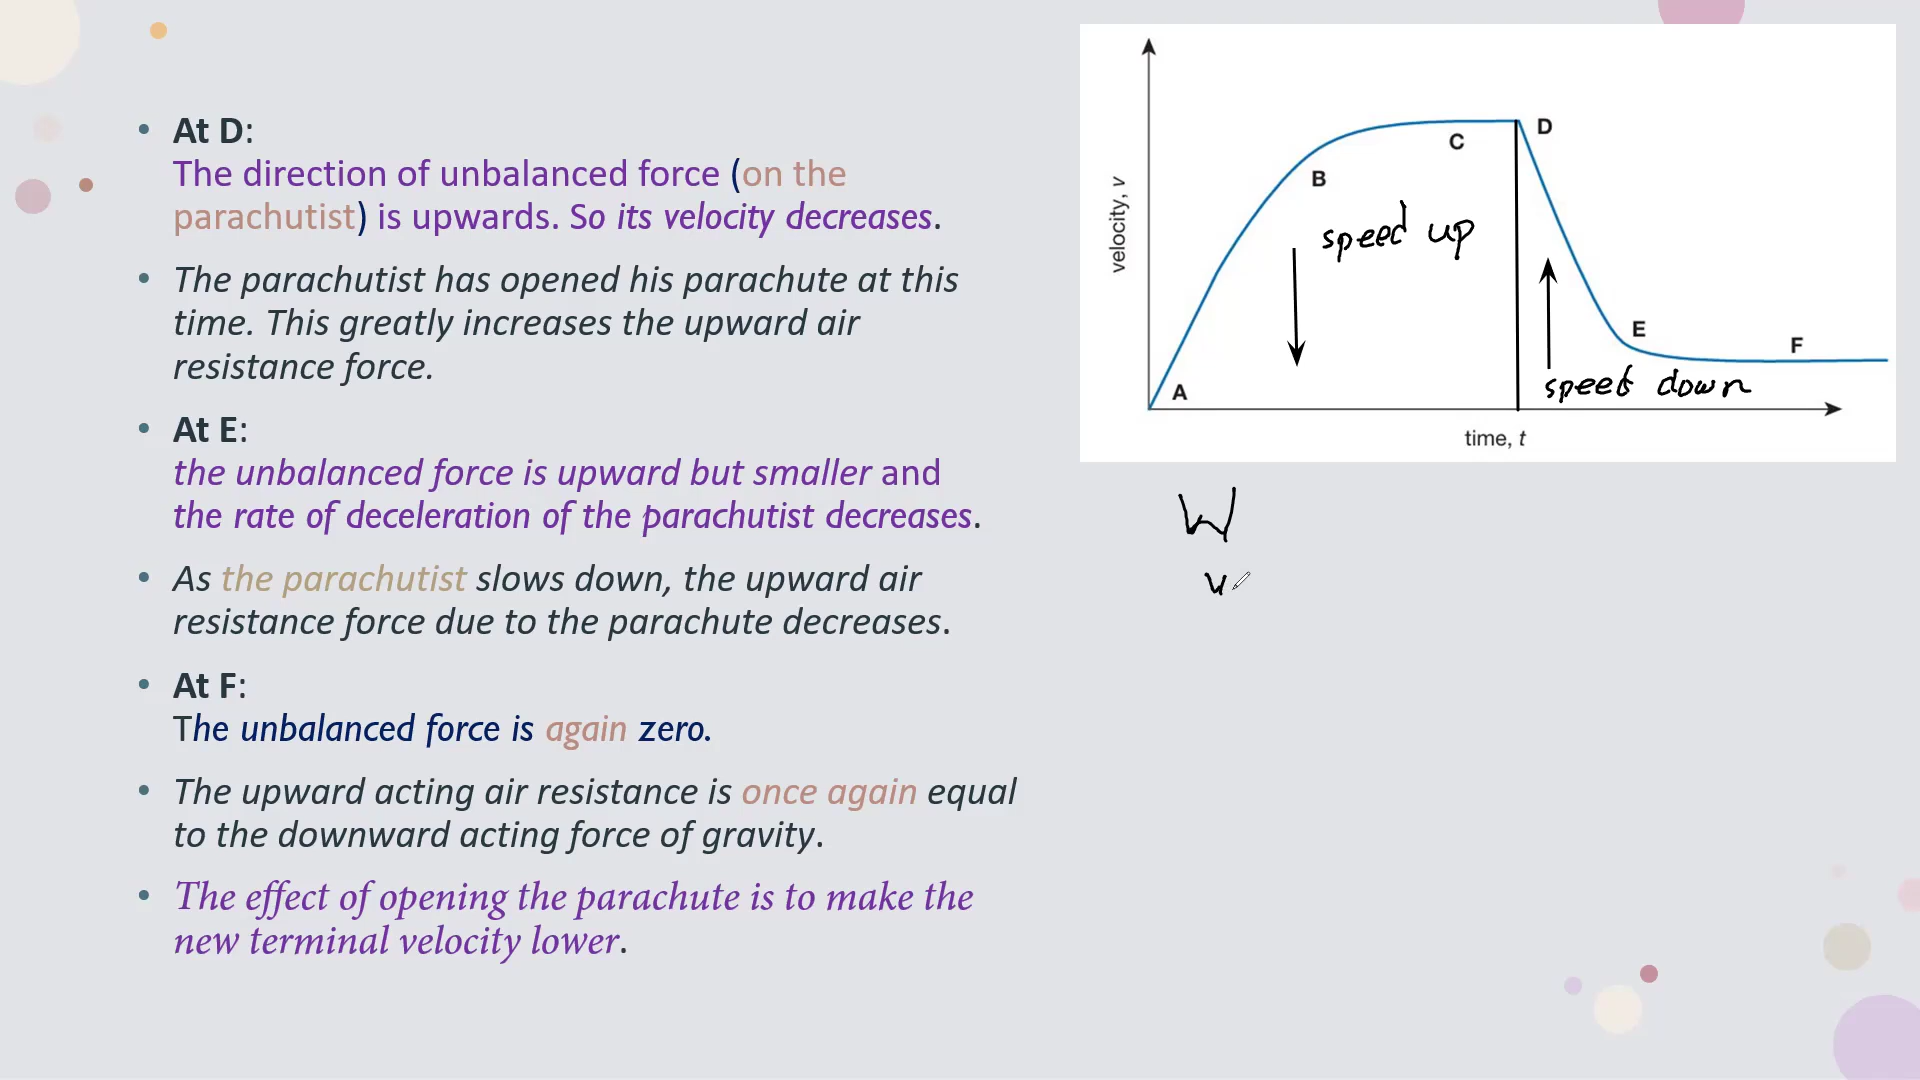 • At D:
The direction of unbalanced force (on the
parachutist) is upwards. So its velocity decreases.
• The parachutist has opened his parachute at this
time. This greatly increases the upward air
resistance force.
• At E:
the unbalanced force is upward but smaller and
the rate of deceleration of the parachutist decreases.
• As the parachutist slows down, the upward air
resistance force due to the parachute decreases.
• At F:
The unbalanced force is again zero.
• The upward acting air resistance is once again equal
to the downward acting force of gravity.
• The effect of opening the parachute is to make the
new terminal velocity lower.
velocity, v
A
B
C
D
E
F
speed up
speed down
time, t
W